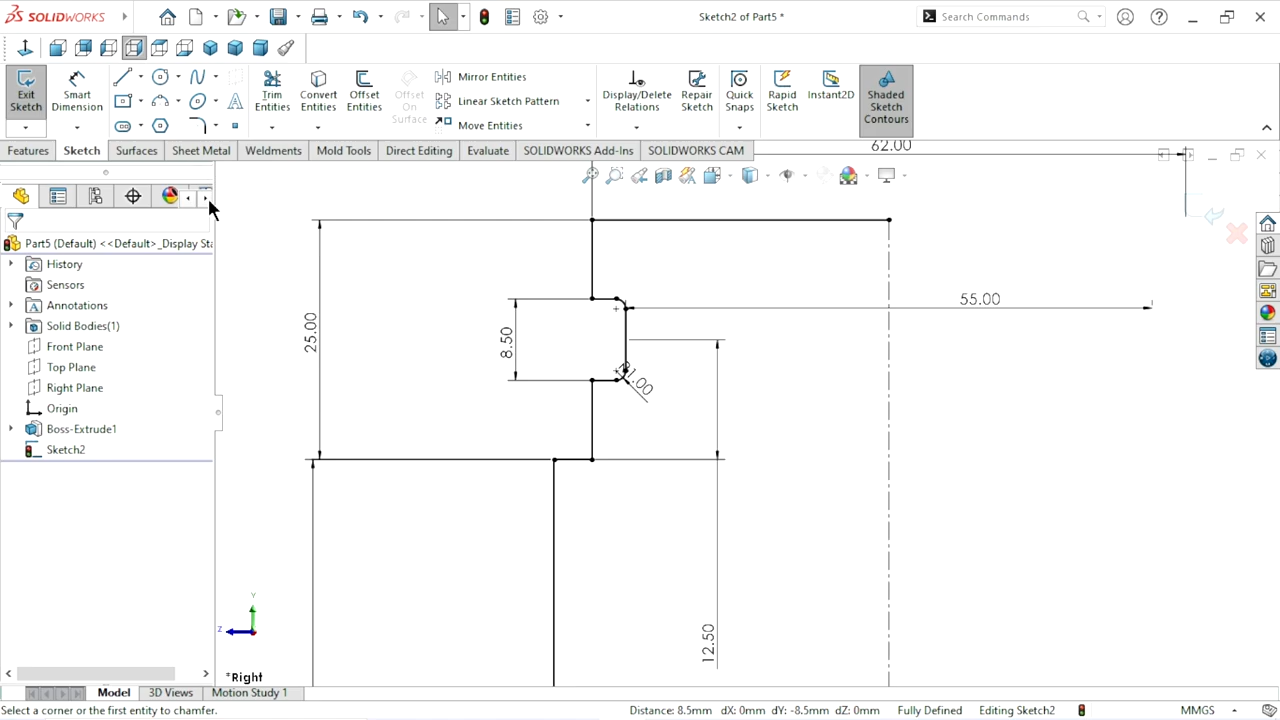 SOLIDWORKS
Sketch2 of Part5 *
Search Commands
Exit Sketch
Smart Dimension
Trim Entities
Convert Entities
Offset Entities
Offset On Surface
Mirror Entities
Linear Sketch Pattern
Move Entities
Display/Delete Relations
Repair Sketch
Quick Snaps
Rapid Sketch
Instant2D
Shaded Sketch Contours
Features Sketch Surfaces Sheet Metal Weldments Mold Tools Direct Editing Evaluate SOLIDWORKS Add-Ins SOLIDWORKS CAM
62.00
Part5 (Default) <<Default>_Display Sta
History
Sensors
Annotations
Solid Bodies(1)
Front Plane
Top Plane
Right Plane
Origin
Boss-Extrude1
Sketch2
25.00
8.50
R1.00
55.00
12.50
Y
Z
*Right
Model 3D Views Motion Study 1
Select a corner or the first entity to chamfer.
Distance: 8.5mm dX: 0mm dY: -8.5mm dZ: 0mm Fully Defined Editing Sketch2 MMGS